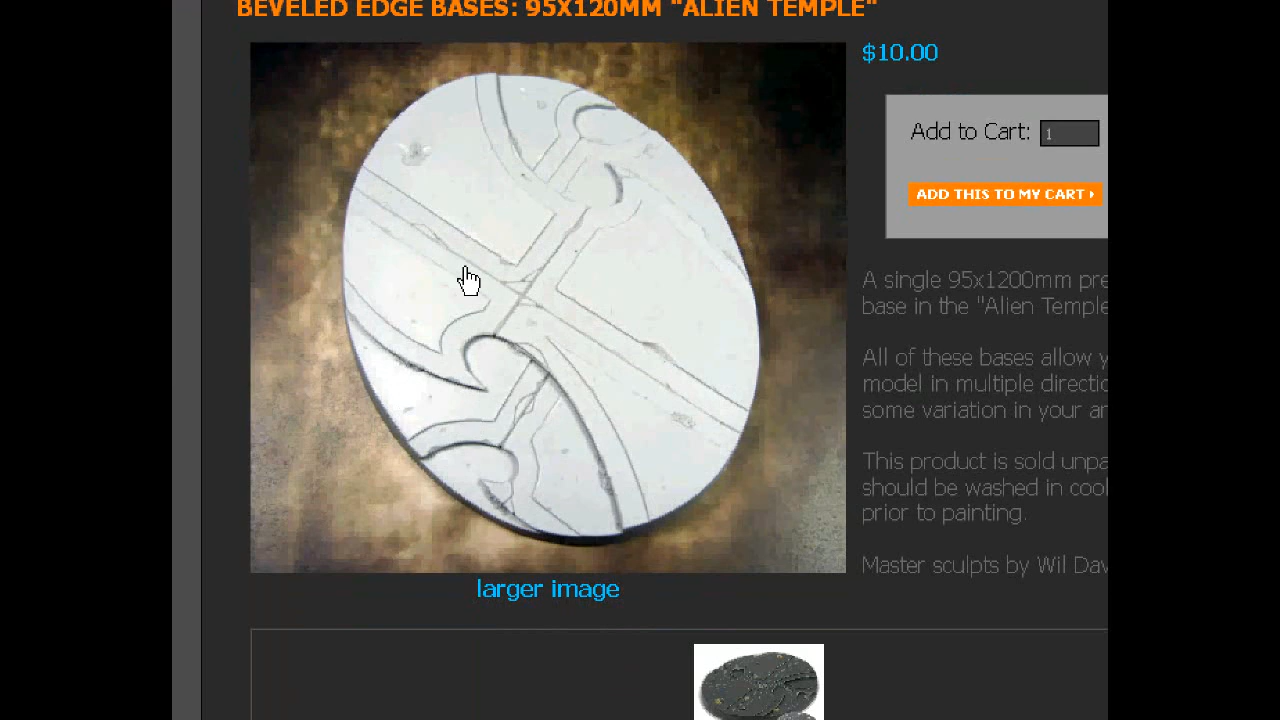 BEVELED EDGE BASES: 95X120MM "ALIEN TEMPLE"
$10.00
Add to Cart: 1
ADD THIS TO MY CART
A single 95x1200mm pre
base in the "Alien Temple
All of these bases allow y
model in multiple directio
some variation in your ar
This product is sold unpa
should be washed in cool
prior to painting.
Master sculpts by Wil Dav
larger image